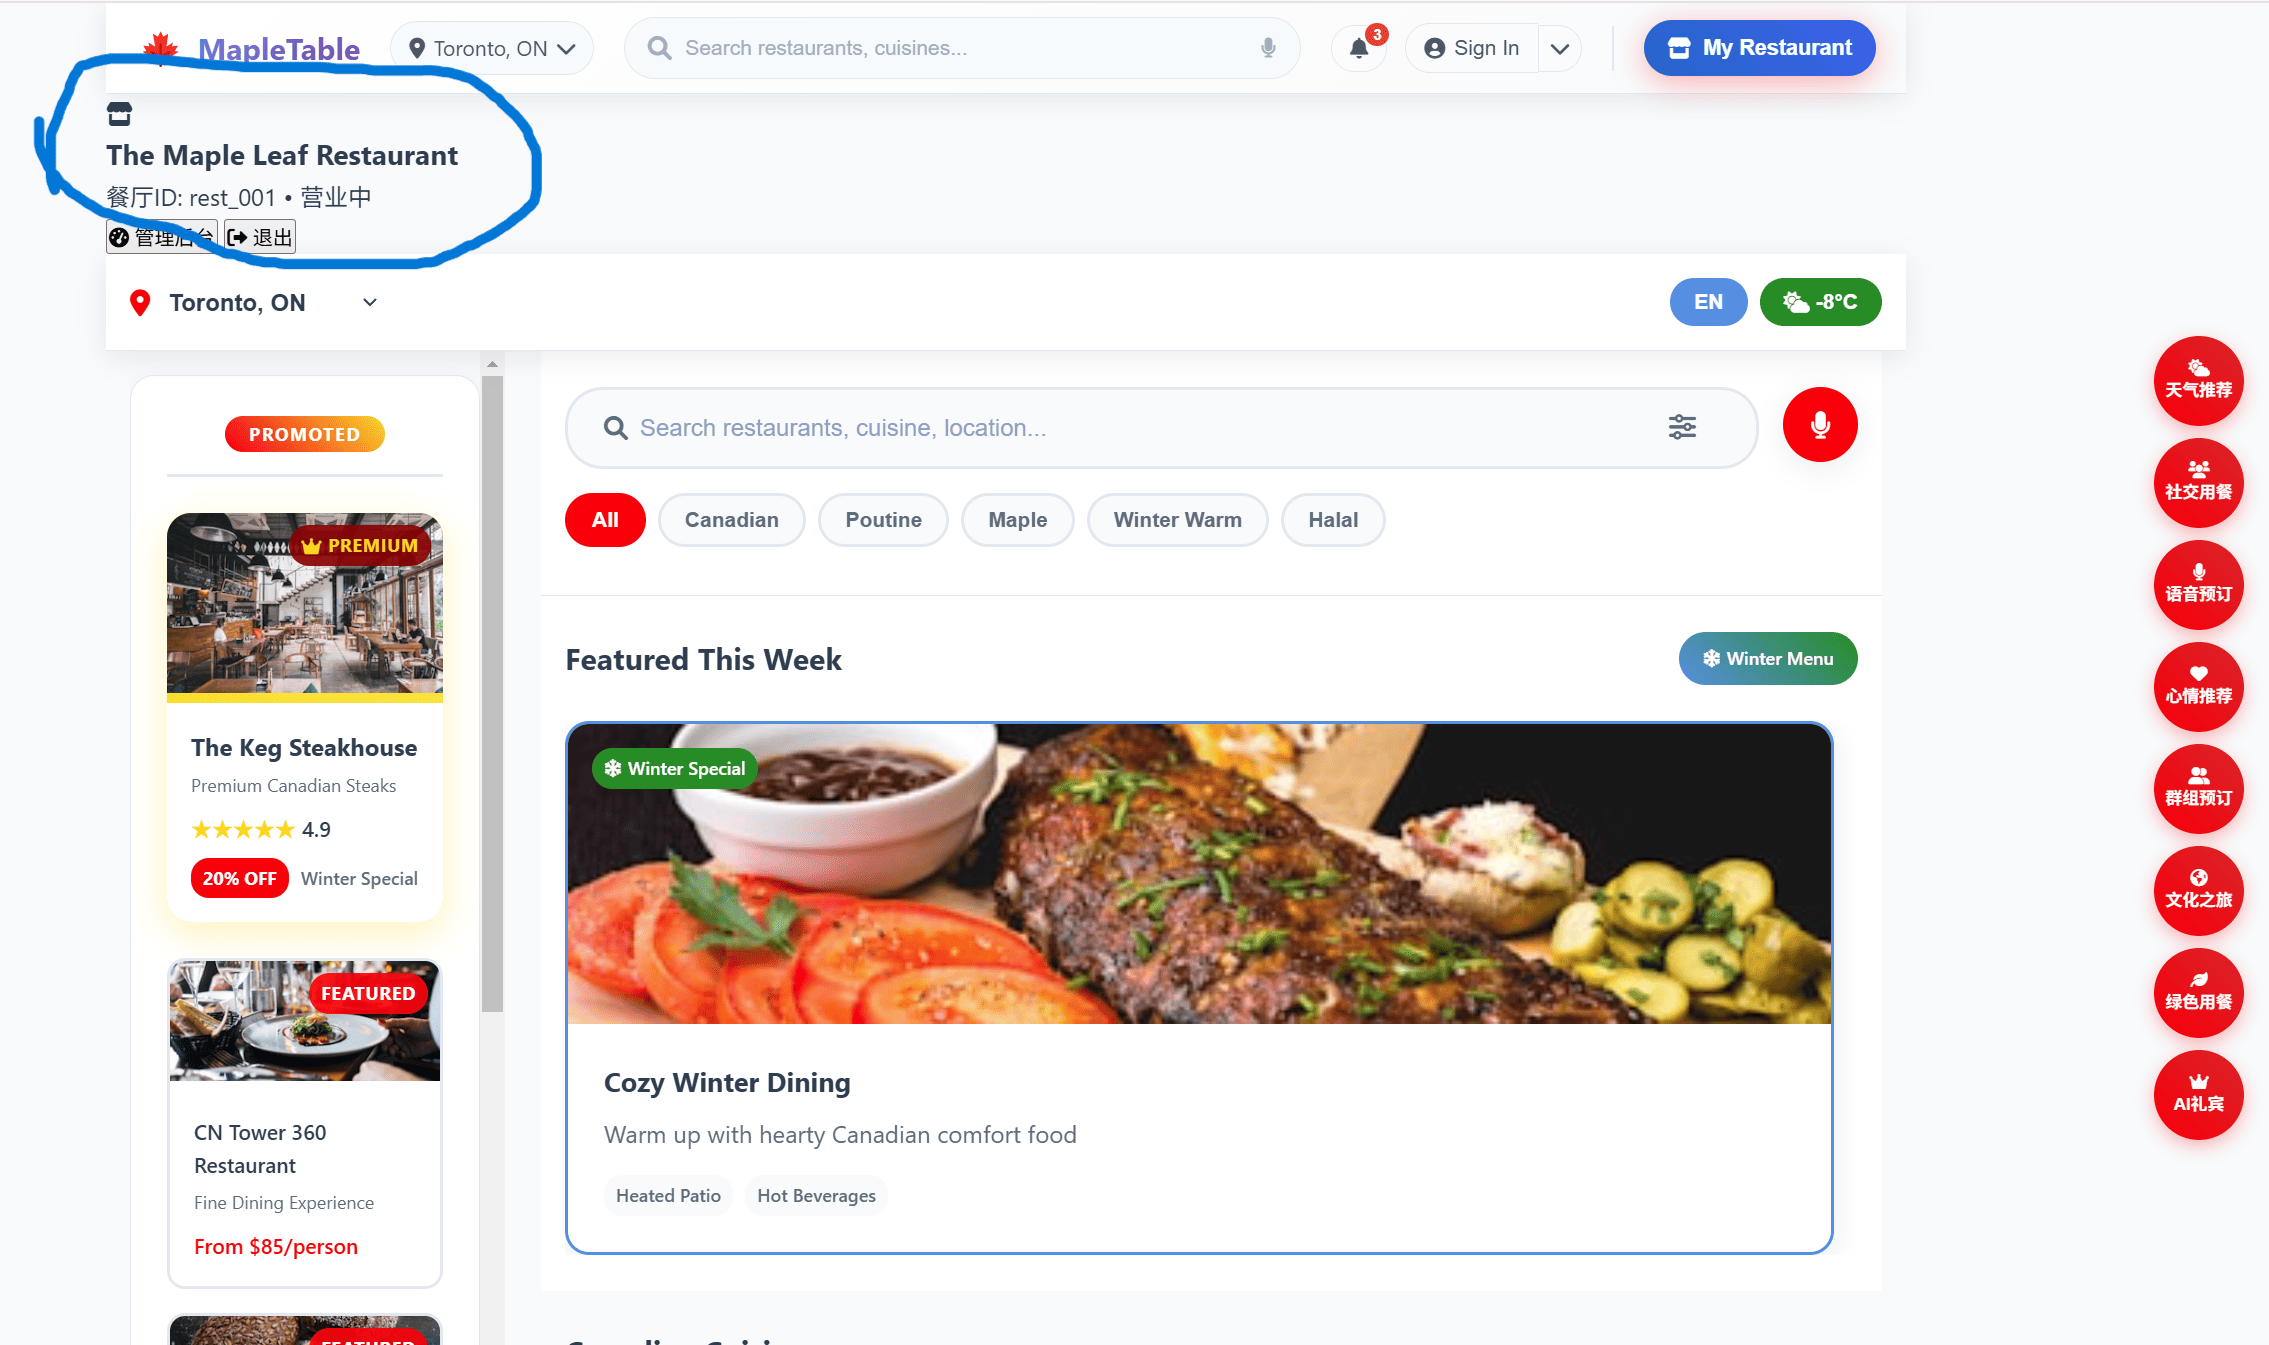 MapleTable
Toronto, ON
Search restaurants, cuisines...
3
Sign In
My Restaurant
The Maple Leaf Restaurant
餐厅ID: rest_001 • 营业中
管理后台
退出
Toronto, ON
EN
-8°C
PROMOTED
PREMIUM
The Keg Steakhouse
Premium Canadian Steaks
★★★★★ 4.9
20% OFF Winter Special
FEATURED
CN Tower 360
Restaurant
Fine Dining Experience
From $85/person
FEATURED
Search restaurants, cuisine, location...
All
Canadian
Poutine
Maple
Winter Warm
Halal
Featured This Week
Winter Menu
Winter Special
Cozy Winter Dining
Warm up with hearty Canadian comfort food
Heated Patio
Hot Beverages
天气推荐
社交用餐
语音预订
心情推荐
群组预订
文化之旅
绿色用餐
AI礼宾